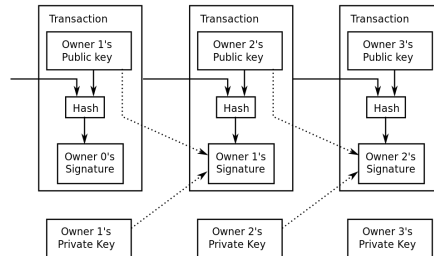 Transaction
Owner 1's
Public key
Hash
Owner 0's
Signature
Transaction
Owner 2's
Public key
Hash
Owner 1's
Signature
Transaction
Owner 3's
Public key
Hash
Owner 2's
Signature
Owner 1's
Private Key
Owner 2's
Private Key
Owner 3's
Private Key